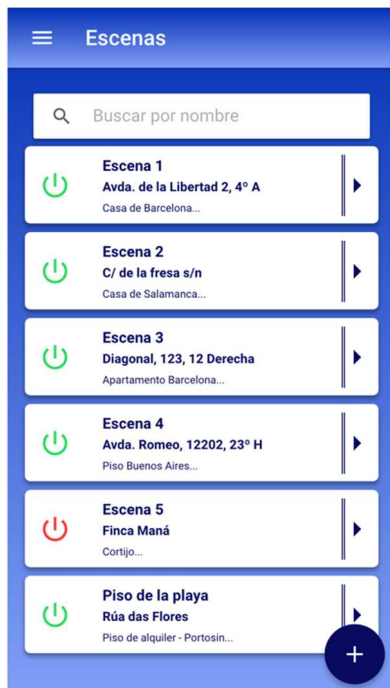 Escenas
Buscar por nombre
Escena 1
Avda. de la Libertad 2, 4º A
Casa de Barcelona...
Escena 2
C/ de la fresa s/n
Casa de Salamanca...
Escena 3
Diagonal, 123, 12 Derecha
Apartamento Barcelona...
Escena 4
Avda. Romeo, 12202, 23º H
Piso Buenos Aires...
Escena 5
Finca Maná
Cortijo...
Piso de la playa
Rúa das Flores
Piso de alquiler - Portosin...